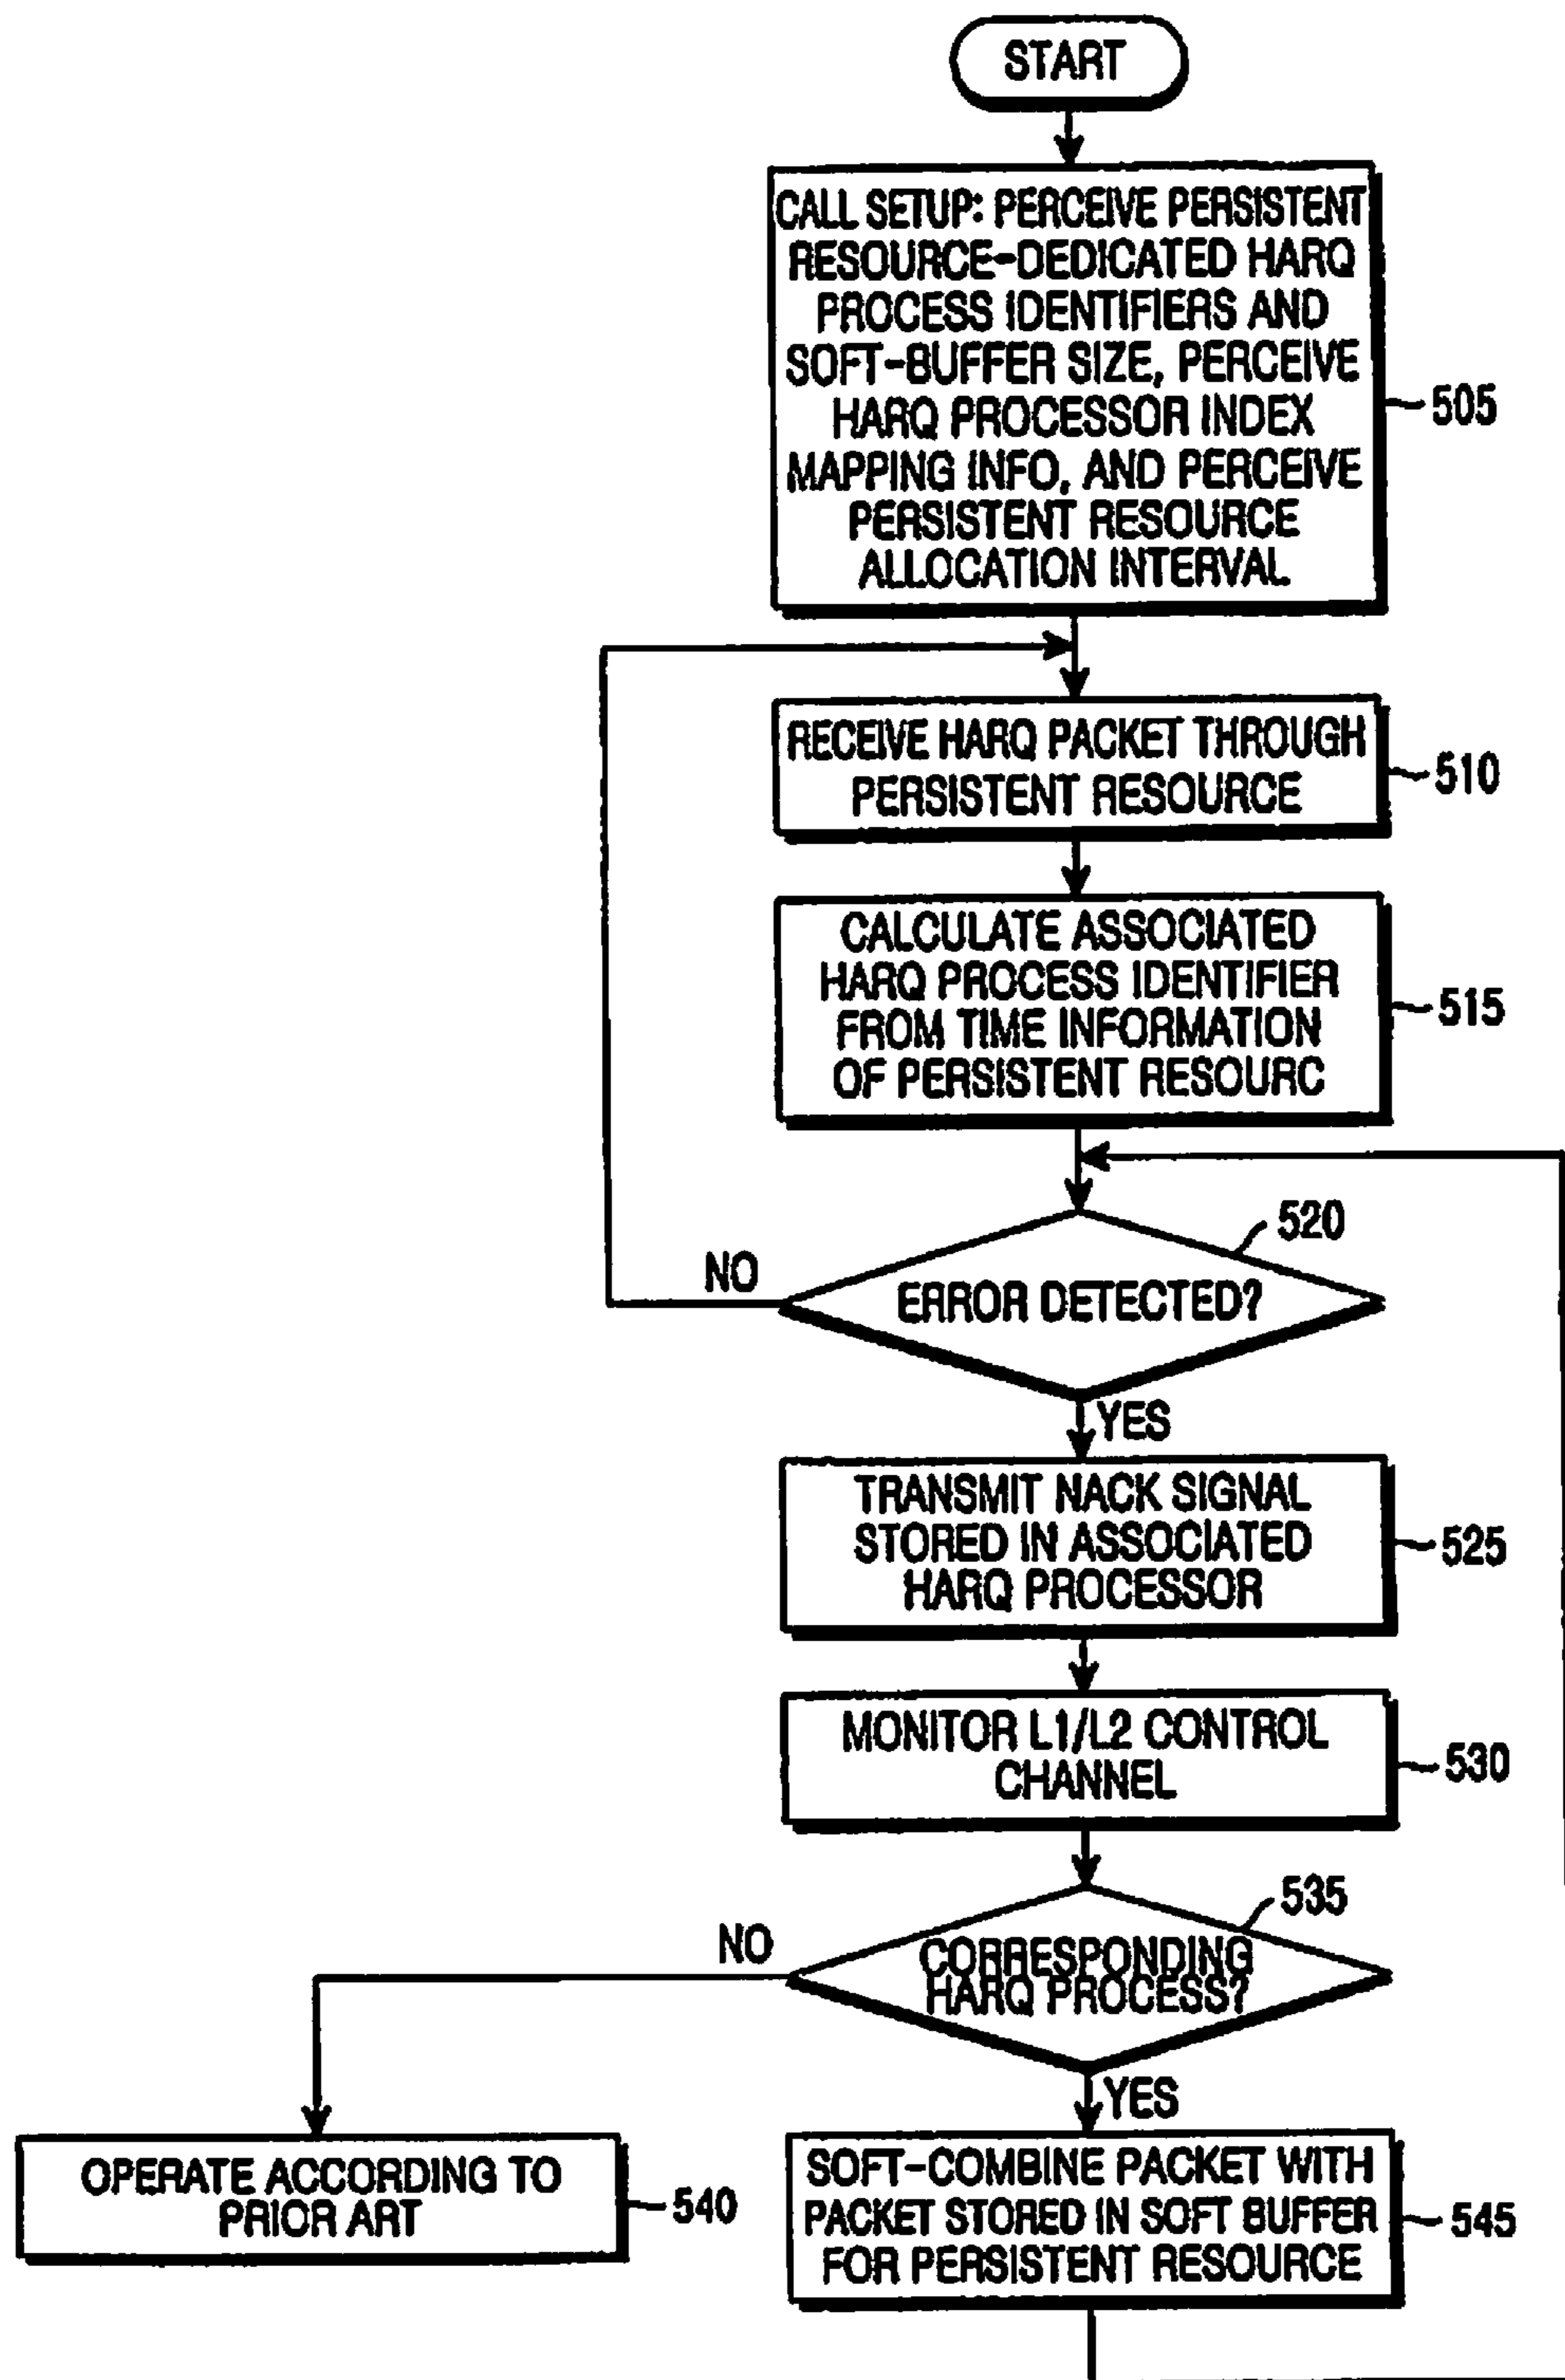 START
CALL SETUP: PERCEIVE PERSISTENT
RESOURCE-DEDICATED HARQ
PROCESS IDENTIFIERS AND
SOFT-BUFFER SIZE, PERCEIVE
HARQ PROCESSOR INDEX
MAPPING INFO, AND PERCEIVE
PERSISTENT RESOURCE
ALLOCATION INTERVAL
505
RECEIVE HARQ PACKET THROUGH
PERSISTENT RESOURCE
510
CALCULATE ASSOCIATED
HARQ PROCESS IDENTIFIER
FROM TIME INFORMATION
OF PERSISTENT RESOURC
515
520
NO
ERROR DETECTED?
YES
TRANSMIT NACK SIGNAL
STORED IN ASSOCIATED
HARQ PROCESSOR
525
MONITOR L1/L2 CONTROL
CHANNEL
530
535
NO
CORRESPONDING
HARQ PROCESS?
YES
OPERATE ACCORDING TO
PRIOR ART
540
SOFT-COMBINE PACKET WITH
PACKET STORED IN SOFT BUFFER
FOR PERSISTENT RESOURCE
545